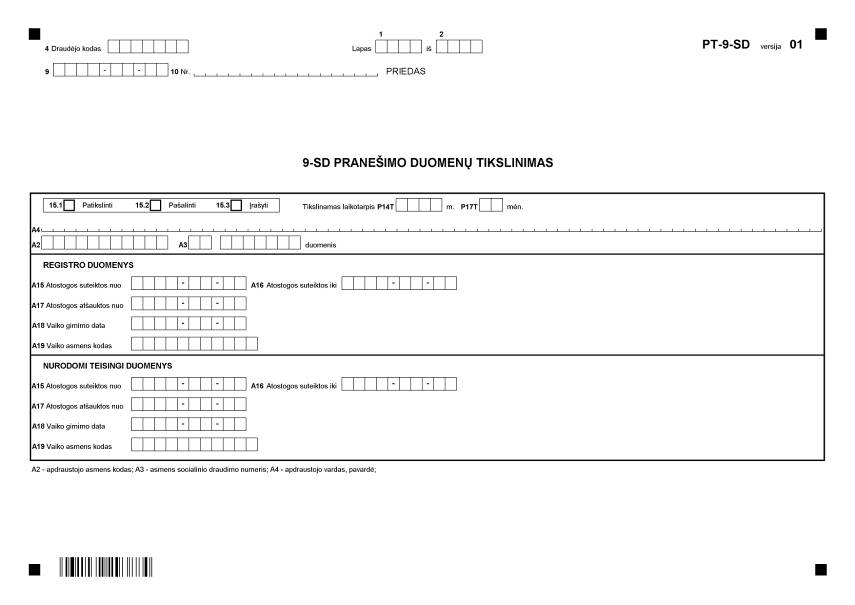 1 2
4 Draudėjo kodas Lapas iš PT-9-SD versija 01
9 - - 10 Nr. PRIEDAS
9-SD PRANEŠIMO DUOMENŲ TIKSLINIMAS
15.1 Patikslinti 15.2 Pašalinti 15.3 Įrašyti Tikslinamas laikotarpis P14T m. P17T mėn.
A4
A2 A3 duomenis
REGISTRO DUOMENYS
A15 Atostogos suteiktos nuo - - A16 Atostogos suteiktos iki - -
A17 Atostogos atšauktos nuo - -
A18 Vaiko gimimo data - -
A19 Vaiko asmens kodas
NURODOMI TEISINGI DUOMENYS
A15 Atostogos suteiktos nuo - - A16 Atostogos suteiktos iki - -
A17 Atostogos atšauktos nuo - -
A18 Vaiko gimimo data - -
A19 Vaiko asmens kodas
A2 - apdraustojo asmens kodas; A3 - asmens socialinio draudimo numeris; A4 - apdraustojo vardas, pavardė;